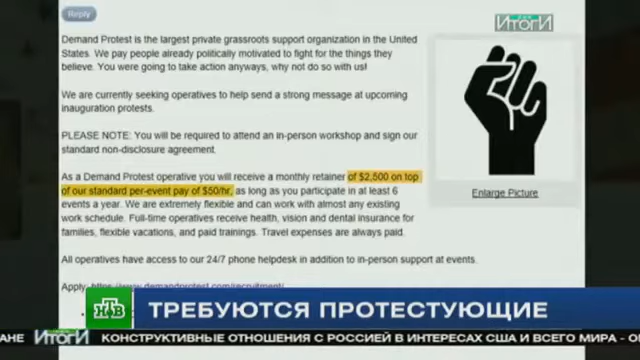 Reply
ИТОГИ
Demand Protest is the largest private grassroots support organization in the United
States. We pay people already politically motivated to fight for the things they
believe. You were going to take action anyways, why not do so with us!
We are currently seeking operatives to help send a strong message at upcoming
inauguration protests.
PLEASE NOTE: You will be required to attend an in-person workshop and sign our
standard non-disclosure agreement.
As a Demand Protest operative you will receive a monthly retainer of $2,500 on top
of our standard per-event pay of $50/hr, as long as you participate in at least 6
events a year. We are extremely flexible and can work with almost any existing
work schedule. Full-time operatives receive health, vision and dental insurance for
families, flexible vacations, and paid trainings. Travel expenses are always paid.
Enlarge Picture
All operatives have access to our 24/7 phone helpdesk in addition to in-person support at events.
Apply: https://www.demandprotest.com/recruitment/
НТВ
ТРЕБУЮТСЯ ПРОТЕСТУЮЩИЕ
АНЕ ИТОГИ КОНСТРУКТИВНЫЕ ОТНОШЕНИЯ С РОССИЕЙ В ИНТЕРЕСАХ США И ВСЕГО МИРА -